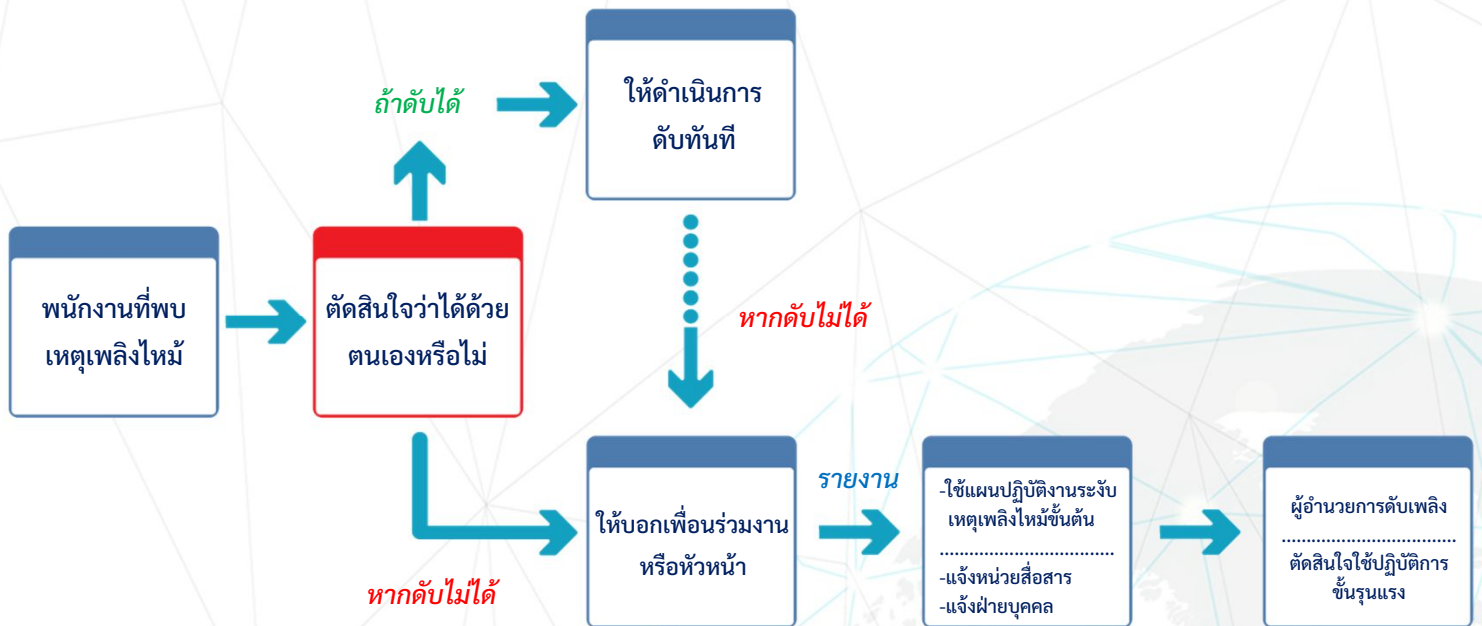 ถ้าดับได้
ให้ดำเนินการ
ดับทันที
พนักงานที่พบ
เหตุเพลิงไหม้
ตัดสินใจว่าได้ด้วย
ตนเองหรือไม่
หากดับไม่ได้
หากดับไม่ได้
ให้บอกเพื่อนร่วมงาน
หรือหัวหน้า
รายงาน
-ใช้แผนปฏิบัติงานระงับ
เหตุเพลิงไหม้ขั้นต้น
...................................
-แจ้งหน่วยสื่อสาร
-แจ้งฝ่ายบุคคล
ผู้อำนวยการดับเพลิง
...................................
ตัดสินใจใช้ปฏิบัติการ
ขั้นรุนแรง